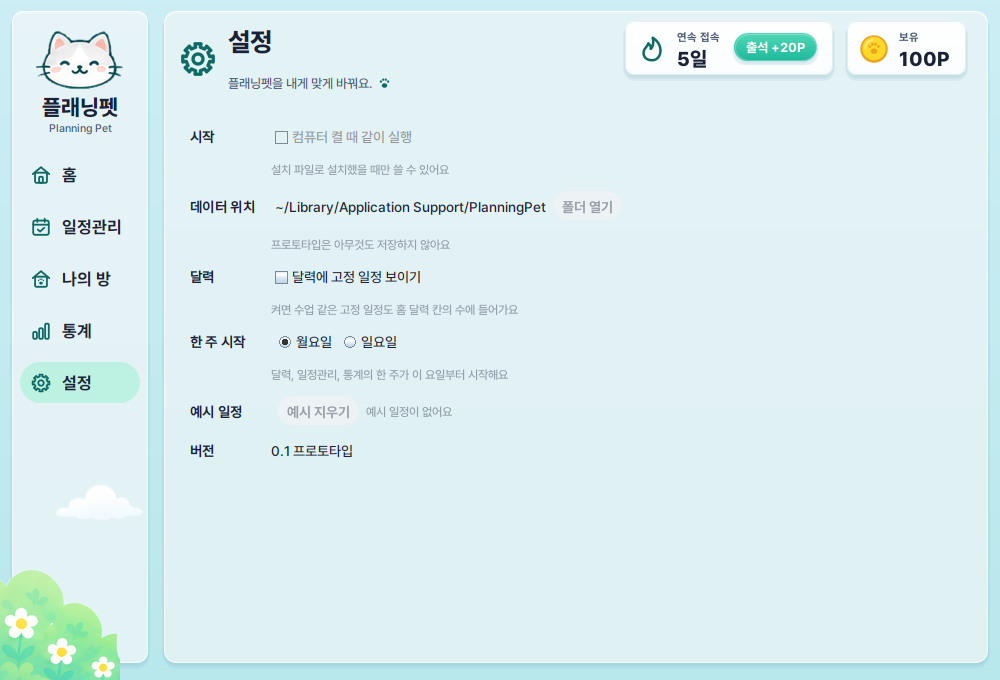 플래닝펫
Planning Pet
홈
일정관리
나의 방
통계
설정
설정
플래닝펫을 내게 맞게 바꿔요.
연속 접속
5일
출석 +20P
보유
100P
시작
컴퓨터 켤 때 같이 실행
설치 파일로 설치했을 때만 쓸 수 있어요
데이터 위치
~/Library/Application Support/PlanningPet
폴더 열기
프로토타입은 아무것도 저장하지 않아요
달력
달력에 고정 일정 보이기
켜면 수업 같은 고정 일정도 홈 달력 칸의 수에 들어가요
한 주 시작
월요일
일요일
달력, 일정관리, 통계의 한 주가 이 요일부터 시작해요
예시 일정
예시 지우기
예시 일정이 없어요
버전
0.1 프로토타입